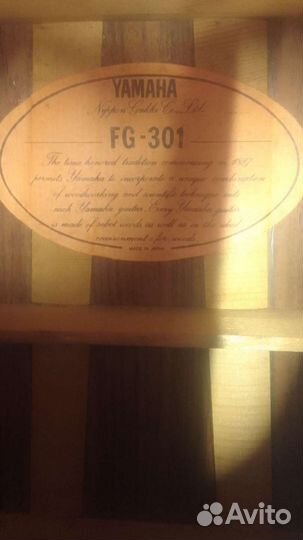 YAMAHA
Nippon Gakki Co., Ltd.
FG-301
The time honored tradition commencing in 1887
permits Yamaha to incorporate a unique combination
of woodworking and scientific techniques into
each Yamaha guitar. Every Yamaha guitar
is made of select woods as well as in the ideal
environment for woods.
MADE IN JAPAN
Avito